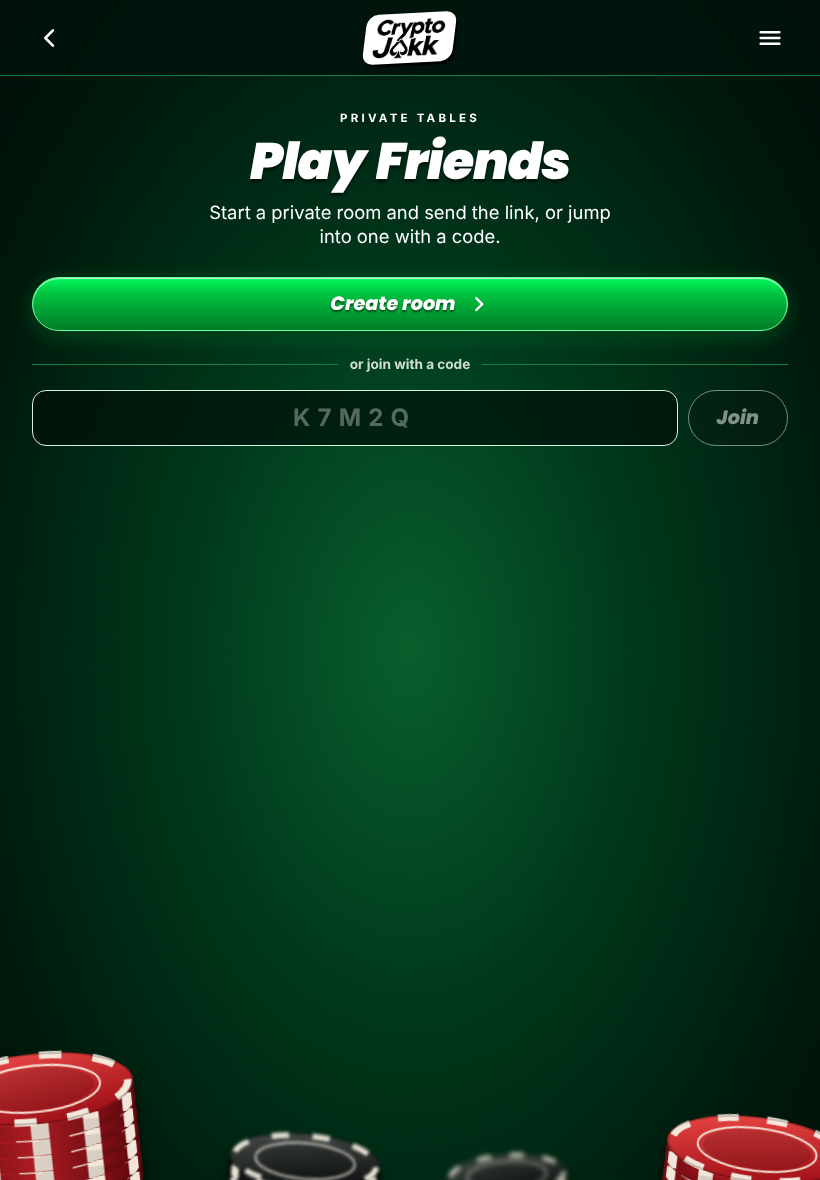 Crypto
Jokk
PRIVATE TABLES
Play Friends
Start a private room and send the link, or jump
into one with a code.
Create room
or join with a code
K7M2Q
Join